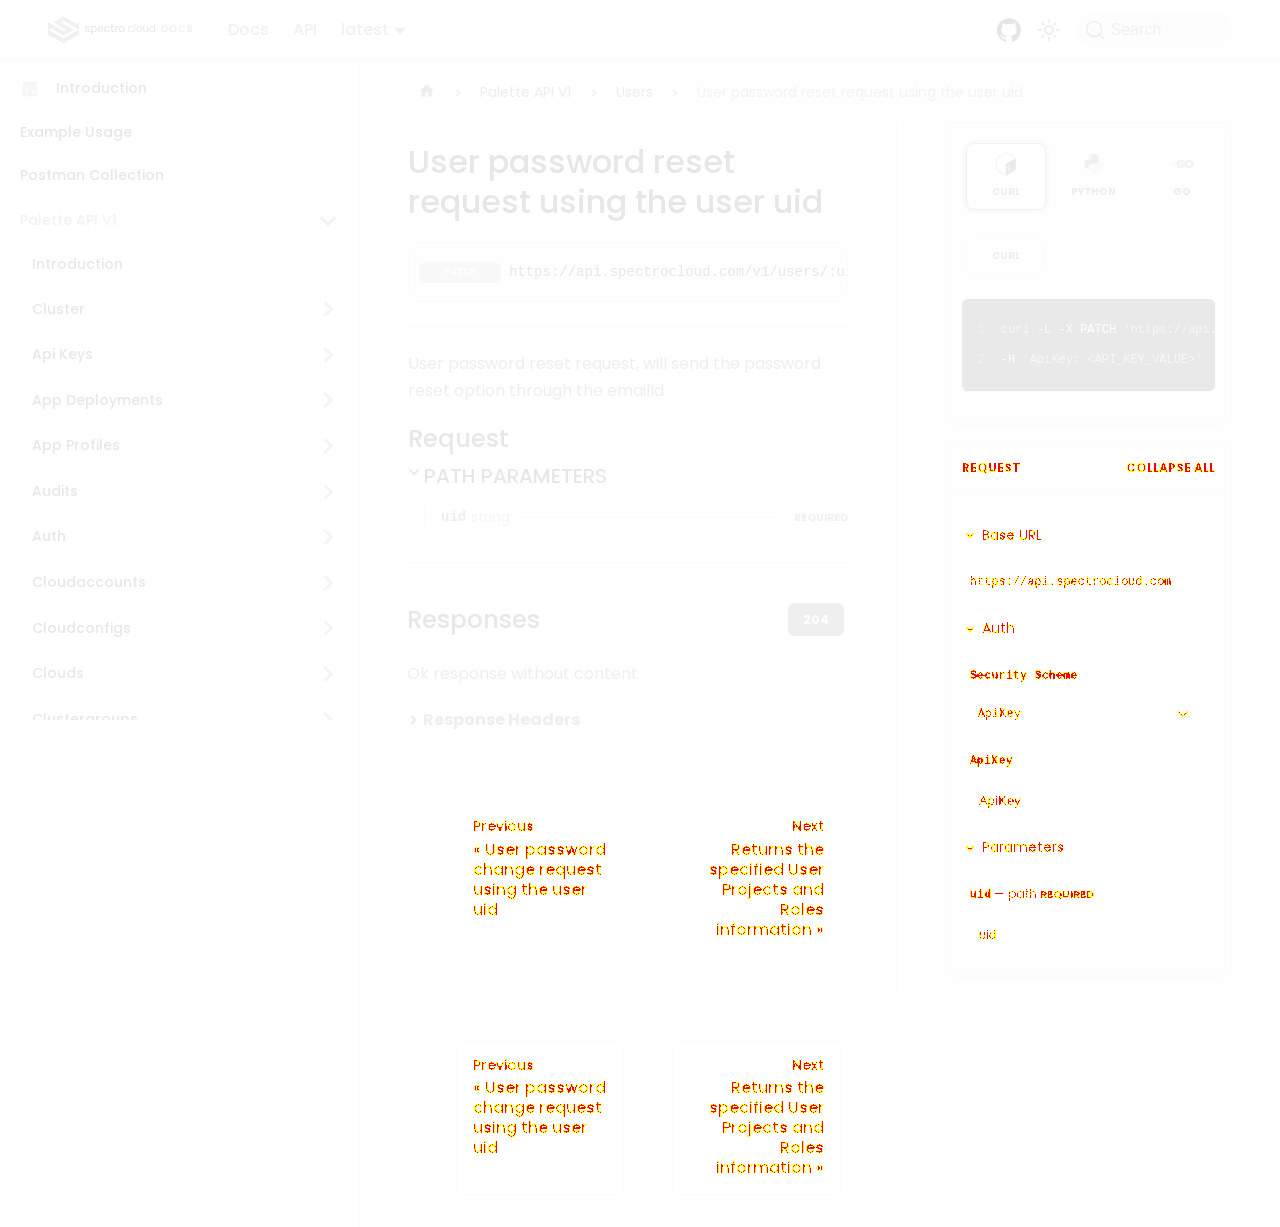 spectro cloud DOCS Docs API latest Search
Introduction
Example Usage
Postman Collection
Palette API V1
Introduction
Cluster
Api Keys
App Deployments
App Profiles
Audits
Auth
Cloudaccounts
Cloudconfigs
Clouds
Clustergroups
Palette API V1 Users User password reset request using the user uid
User password reset
request using the user uid
PATCH https://api.spectrocloud.com/v1/users/:u
User password reset request, will send the password
reset option through the emailId
Request
PATH PARAMETERS
uid string REQUIRED
Responses 204
Ok response without content
Response Headers
Previous
« User password
change request
using the user
uid
Next
Returns the
specified User
Projects and
Roles
information »
Previous
« User password
change request
using the user
uid
Next
Returns the
specified User
Projects and
Roles
information »
CURL PYTHON GO
CURL
1 curl -L -X PATCH 'https://api.
2 -H 'ApiKey: <API_KEY_VALUE>'
REQUEST COLLAPSE ALL
Base URL
https://api.spectrocloud.com
Auth
Security Scheme
ApiKey
ApiKey
ApiKey
Parameters
uid — path REQUIRED
uid